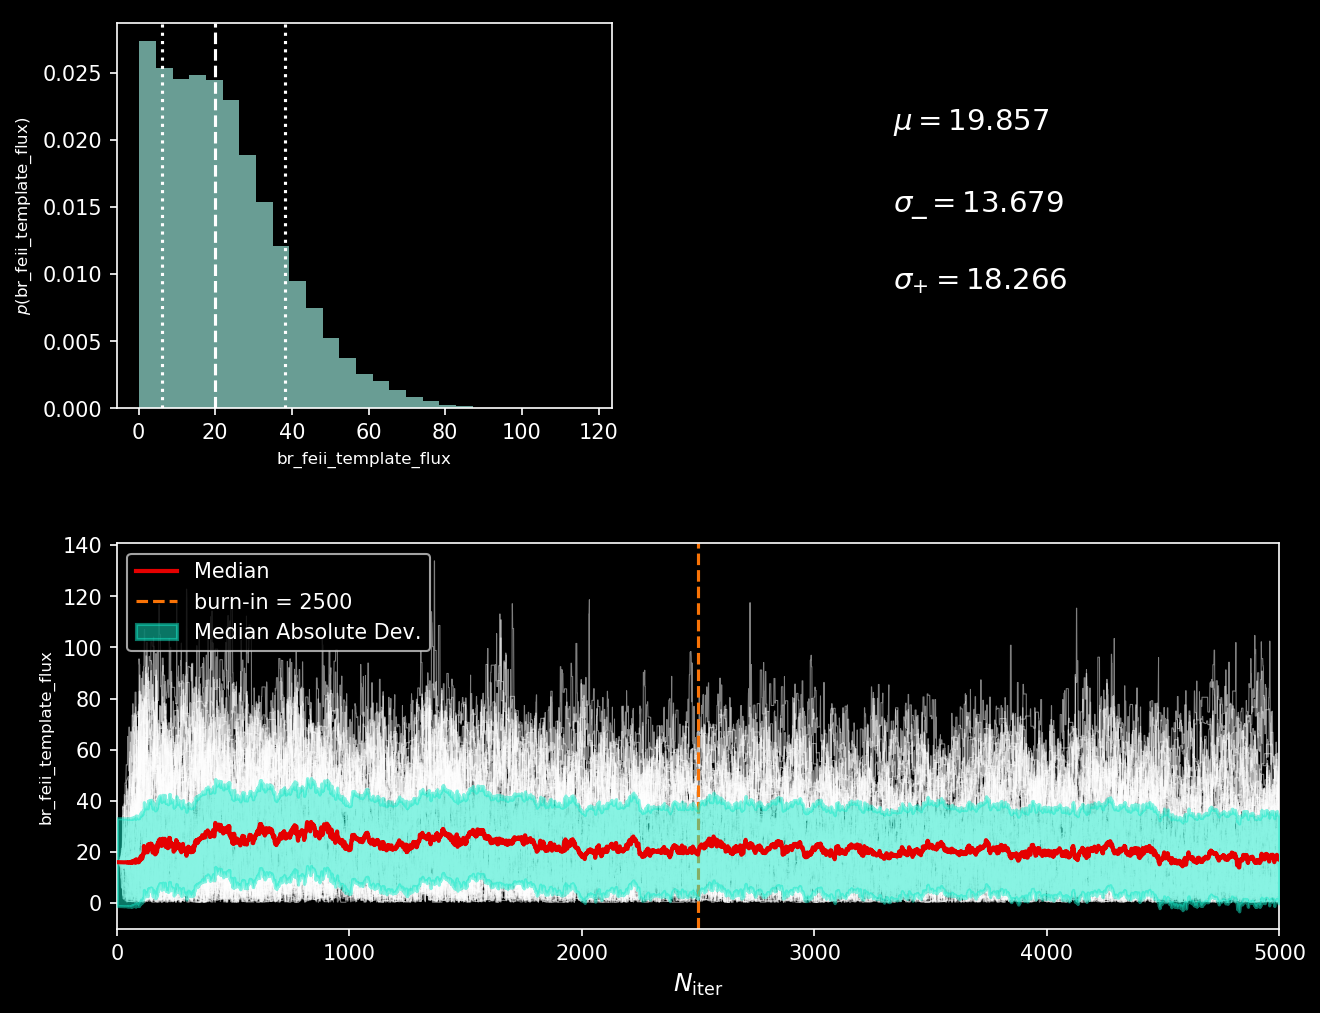 0.025
0.020
0.015
0.010
0.005
0.000
p(br_feii_template_flux)
0 20 40 60 80 100 120
br_feii_template_flux
μ = 19.857
σ_ = 13.679
σ+ = 18.266
140
120
100
80
60
40
20
0
br_feii_template_flux
Median
burn-in = 2500
Median Absolute Dev.
0 1000 2000 3000 4000 5000
Niter